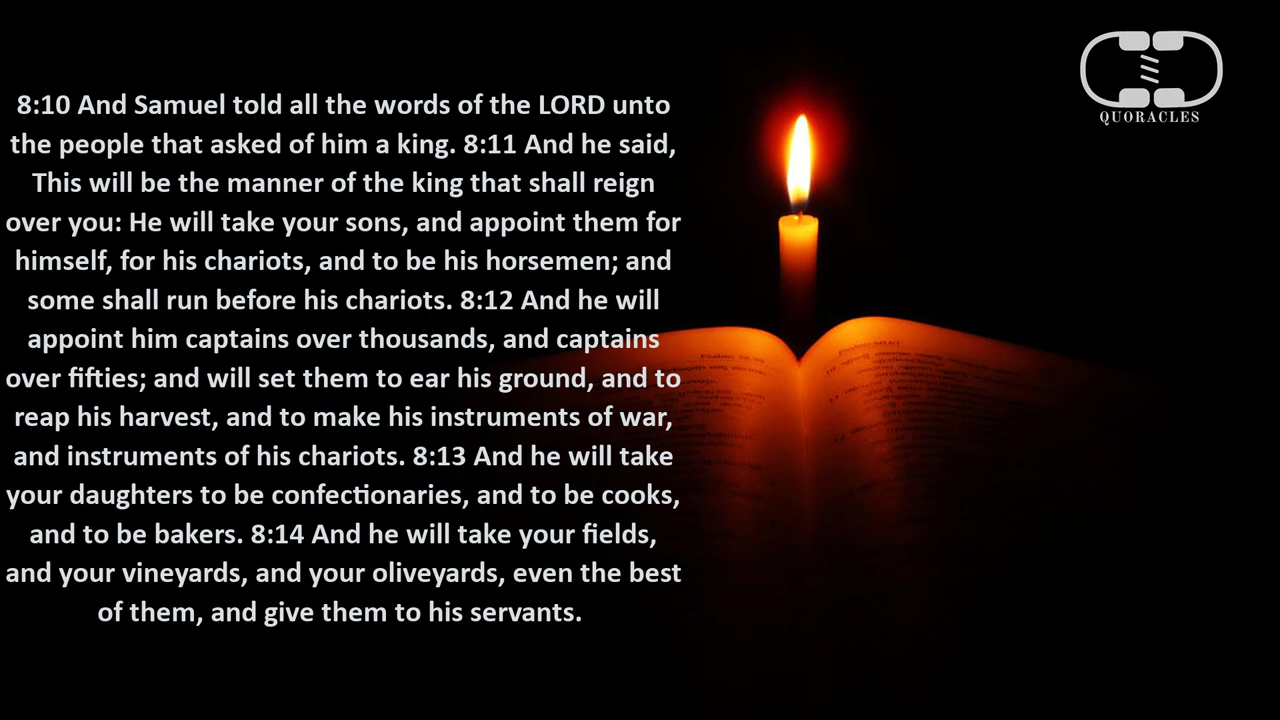 8:10 And Samuel told all the words of the LORD unto
the people that asked of him a king. 8:11 And he said,
This will be the manner of the king that shall reign
over you: He will take your sons, and appoint them for
himself, for his chariots, and to be his horsemen; and
some shall run before his chariots. 8:12 And he will
appoint him captains over thousands, and captains
over fifties; and will set them to ear his ground, and to
reap his harvest, and to make his instruments of war,
and instruments of his chariots. 8:13 And he will take
your daughters to be confectionaries, and to be cooks,
and to be bakers. 8:14 And he will take your fields,
and your vineyards, and your oliveyards, even the best
of them, and give them to his servants.
QUORACLES